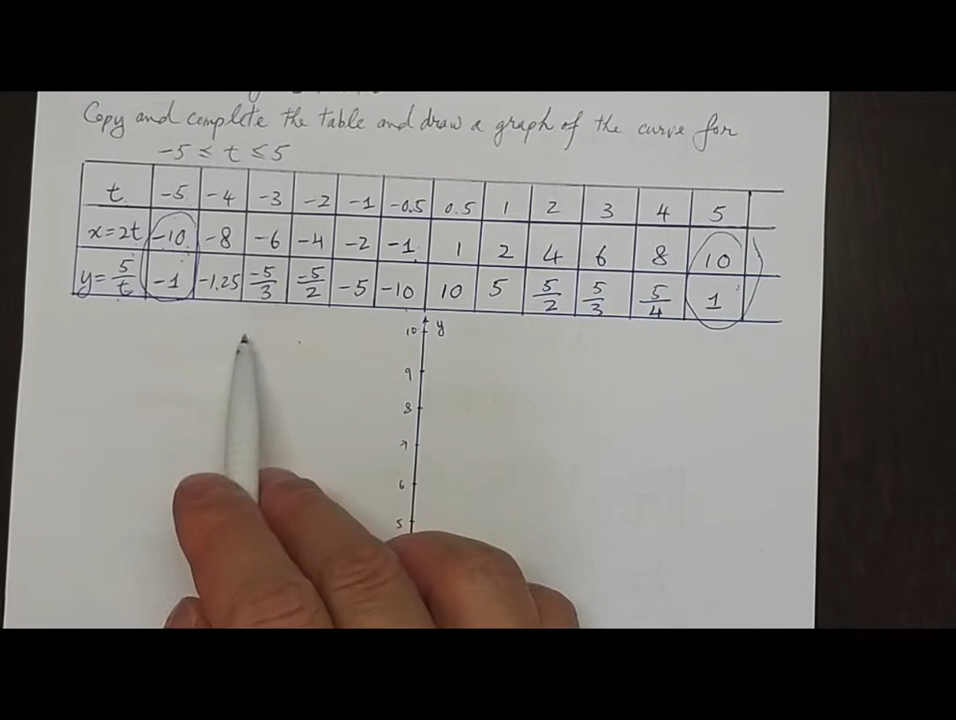 Copy and complete the table and draw a graph of the curve for
-5 ≤ t ≤ 5
t -5 -4 -3 -2 -1 -0.5 0.5 1 2 3 4 5
x=2t -10 -8 -6 -4 -2 -1 1 2 4 6 8 10
y=5/t -1 -1.25 -5/3 -5/2 -5 -10 10 5 5/2 5/3 5/4 1
10 y
9
8
7
6
5